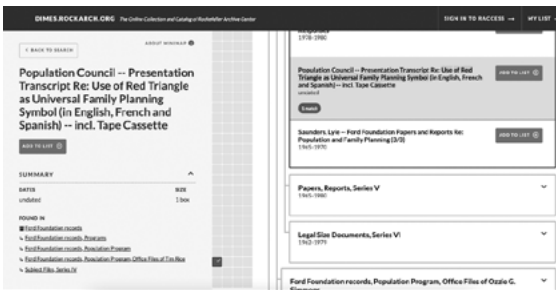 DIMES.ROCKARCH.ORG The Online Collection and Catalog of Rockefeller Archive Center
SIGN IN TO RACCESS →
MY LIST
< BACK TO SEARCH
ABOUT MINIMAP
Population Council -- Presentation
Transcript Re: Use of Red Triangle
as Universal Family Planning
Symbol (in English, French and
Spanish) -- incl. Tape Cassette
ADD TO LIST
SUMMARY
DATES
SIZE
undated
1 box
FOUND IN
Ford Foundation records
Ford Foundation records, Programs
Ford Foundation records, Population Program
Ford Foundation records, Population Program, Office Files of Tim Rice
Subject Files, Series IV
Responses
1978-1980
Population Council -- Presentation Transcript Re: Use of Red
Triangle as Universal Family Planning Symbol (in English, French
and Spanish) -- incl. Tape Cassette
undated
ADD TO LIST
Saunders, Lyle -- Ford Foundation Papers and Reports Re:
Population and Family Planning [3/3]
1965-1970
ADD TO LIST
Papers, Reports, Series V
1965-1980
Legal Size Documents, Series VI
1962-1979
Ford Foundation records, Population Program, Office Files of Ozzie G.
Simmons